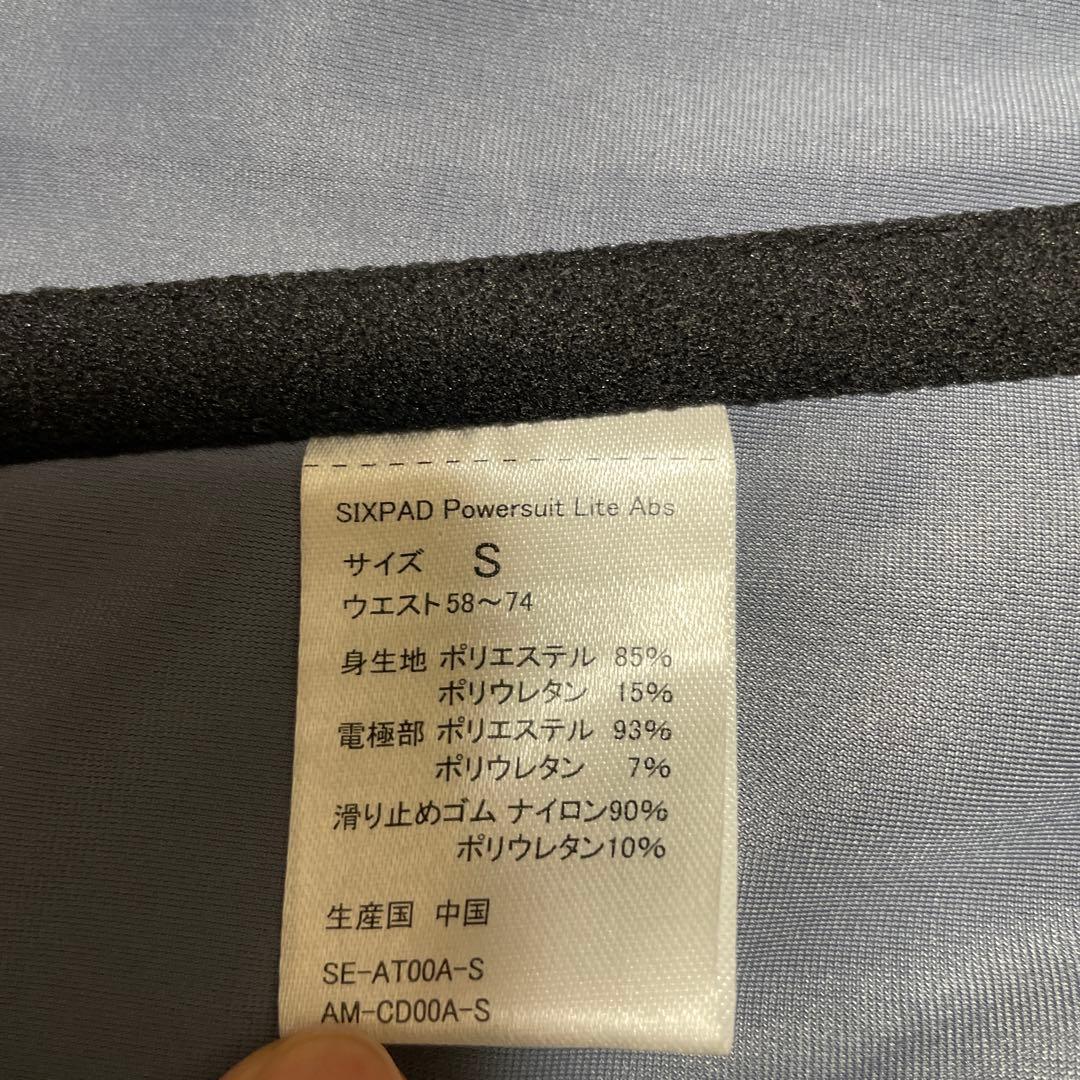 SIXPAD Powersuit Lite Abs
サイズ S
ウエスト58～74
身生地 ポリエステル 85%
ポリウレタン 15%
電極部 ポリエステル 93%
ポリウレタン 7%
滑り止めゴム ナイロン90%
ポリウレタン10%
生産国 中国
SE-AT00A-S
AM-CD00A-S